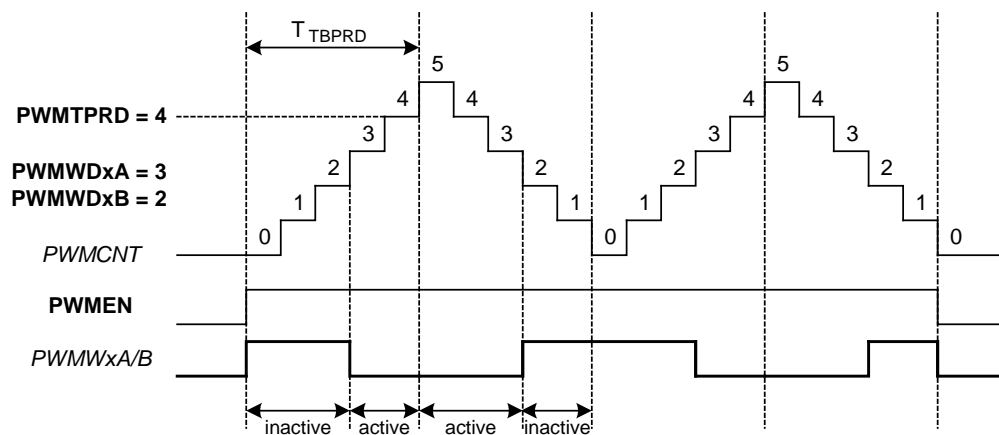 T TBPRD
5 5
PWMTPRD = 4 4 4 4 4
3 3 3 3
PWMWDxA = 3 2 2 2 2
PWMWDxB = 2
1 1 1 1
0 0 0
PWMCNT
PWMEN
PWMWxA/B
inactive active active inactive